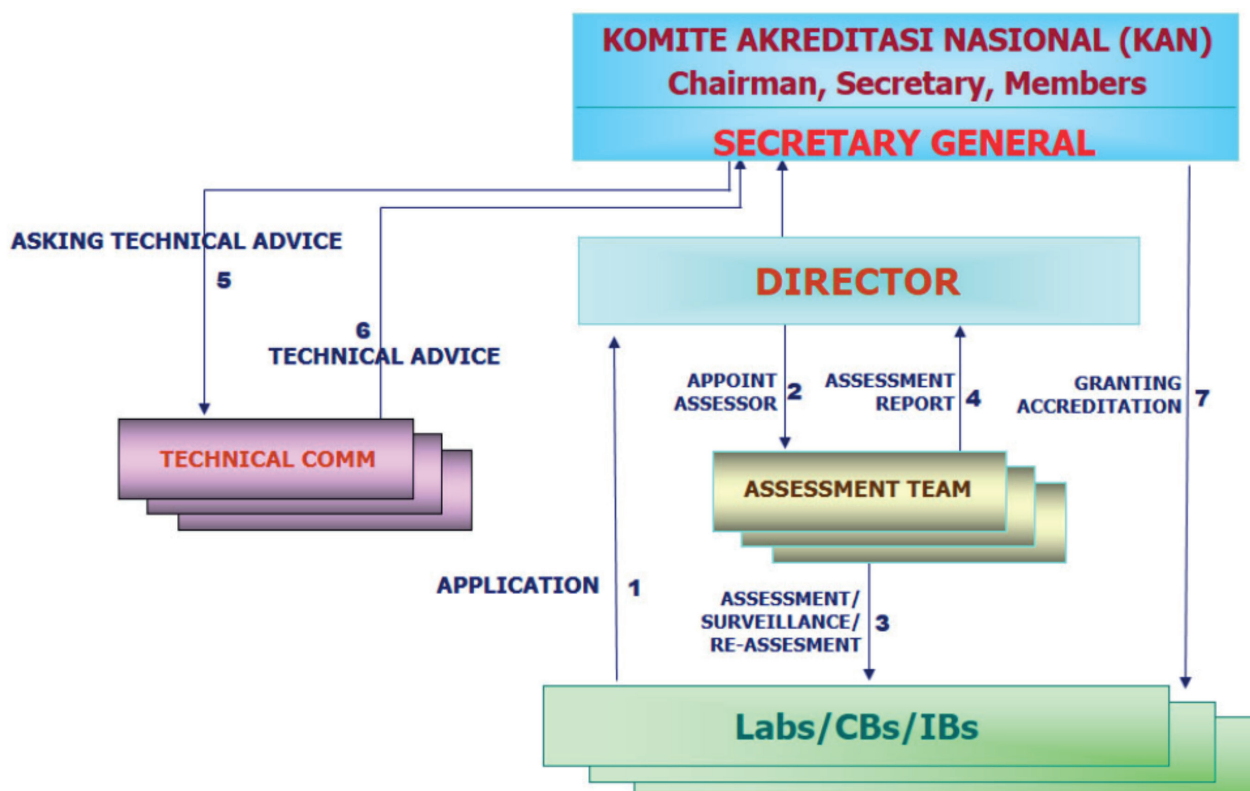 KOMITE AKREDITASI NASIONAL (KAN)
Chairman, Secretary, Members
SECRETARY GENERAL
ASKING TECHNICAL ADVICE
5
DIRECTOR
6
TECHNICAL ADVICE
APPOINT
ASSESSOR
2
ASSESSMENT
REPORT
4
GRANTING
ACCREDITATION
7
TECHNICAL COMM
ASSESSMENT TEAM
APPLICATION
1
ASSESSMENT/
SURVEILLANCE/
RE-ASSESMENT
3
Labs/CBs/IBs